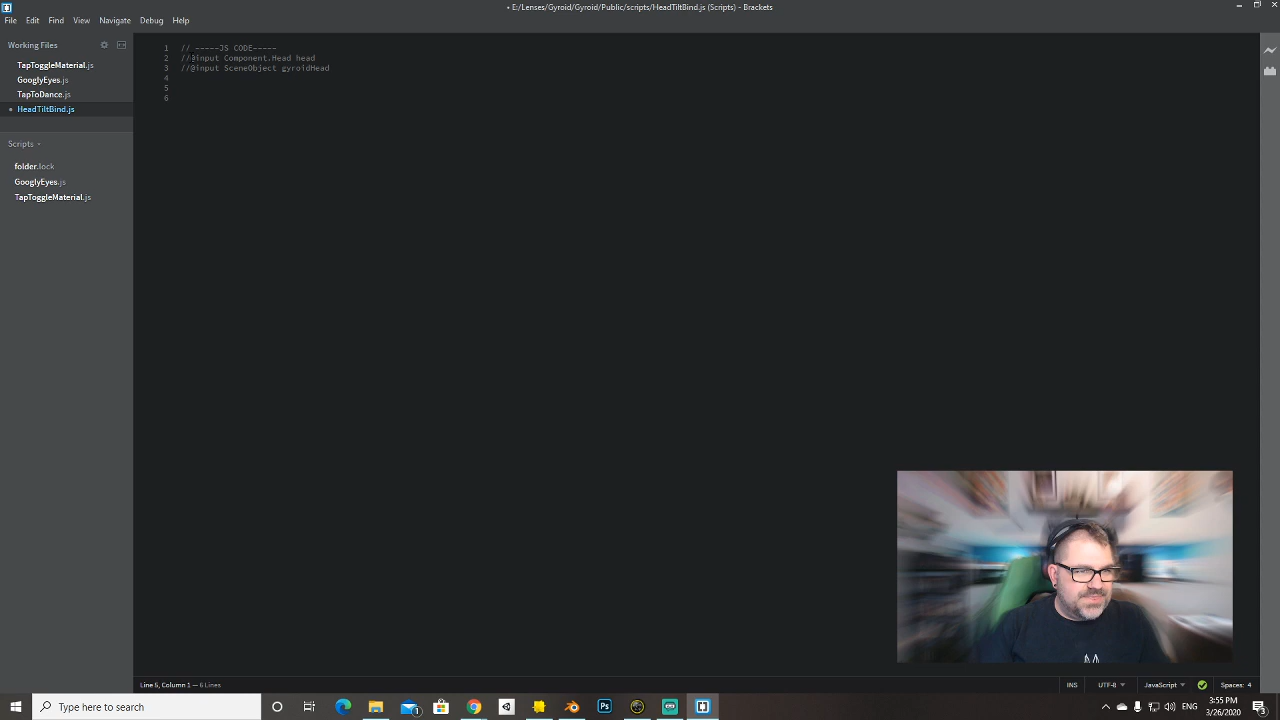 • E:/Lenses/Gyroid/Gyroid/Public/scripts/HeadTiltBind.js (Scripts) - Brackets
File Edit Find View Navigate Debug Help
Working Files
TapToggleMaterial.js
GooglyEyes.js
TapToDance.js
HeadTiltBind.js
Scripts
folder.lock
GooglyEyes.js
TapToggleMaterial.js
1 // -----JS CODE-----
2 //@input Component.Head head
3 //@input SceneObject gyroidHead
4
5
6
Line 5, Column 1 — 6 Lines
INS UTF-8 JavaScript Spaces: 4
Type here to search
1
ENG
3:55 PM
3/26/2020